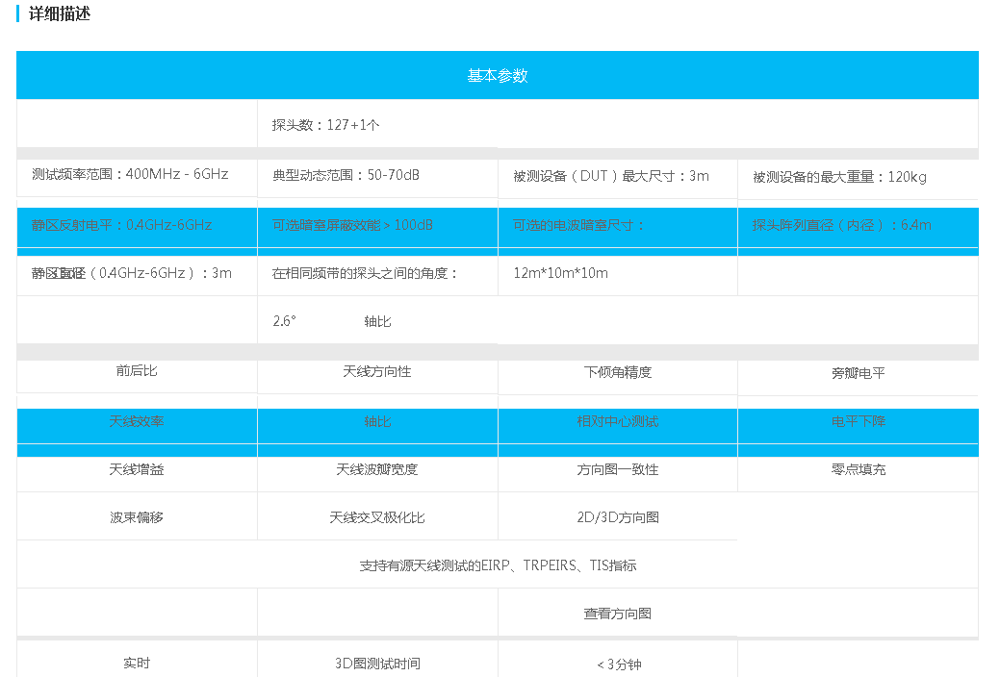 详细描述
基本参数
探头数：127+1个
测试频率范围：400MHz - 6GHz 典型动态范围：50-70dB 被测设备（DUT）最大尺寸：3m 被测设备的最大重量：120kg
静区反射电平：0.4GHz-6GHz 可选暗室屏蔽效能＞100dB 可选的电波暗室尺寸： 探头阵列直径（内径）：6.4m
静区直径（0.4GHz-6GHz）：3m 在相同频带的探头之间的角度： 12m*10m*10m
2.6° 轴比
前后比 天线方向性 下倾角精度 旁瓣电平
天线效率 轴比 相对中心测试 电平下降
天线增益 天线波瓣宽度 方向图一致性 零点填充
波束偏移 天线交叉极化比 2D/3D方向图
支持有源天线测试的EIRP、TRPEIRS、TIS指标
查看方向图
实时 3D图测试时间 ＜3分钟